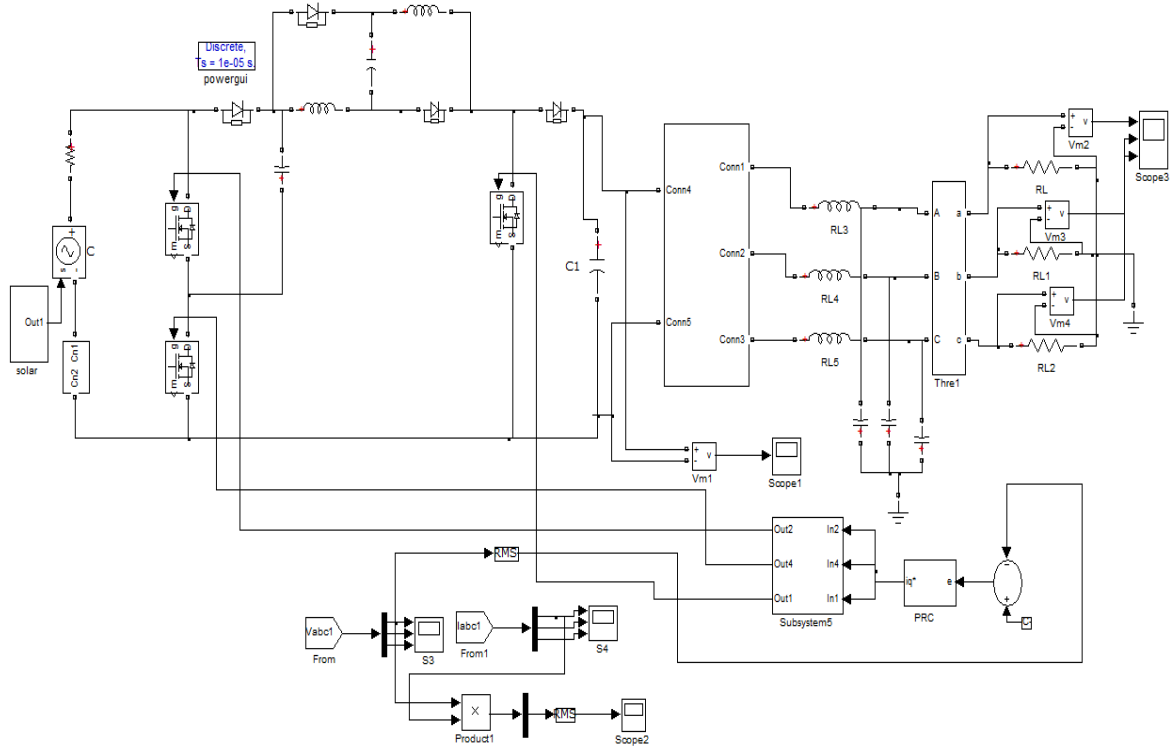 Discrete,
Ts = 1e-05 s.
powergui
C
Out1
solar
Cn1
Cn2
g
D
m
S
g
D
m
S
g
D
m
S
C1
Conn4
Conn5
Conn1
Conn2
Conn3
RL3
RL4
RL5
A
B
C
a
b
c
Thre1
+
-
v
Vm2
Scope3
RL
+
-
v
Vm3
RL1
+
-
v
Vm4
RL2
+
-
v
Vm1
Scope1
Out2
Out4
Out1
In2
In4
In1
Subsystem5
iq*
e
PRC
−
+
C
RMS
Vabc1
From
S3
Iabc1
From1
S4
X
Product1
RMS
Scope2